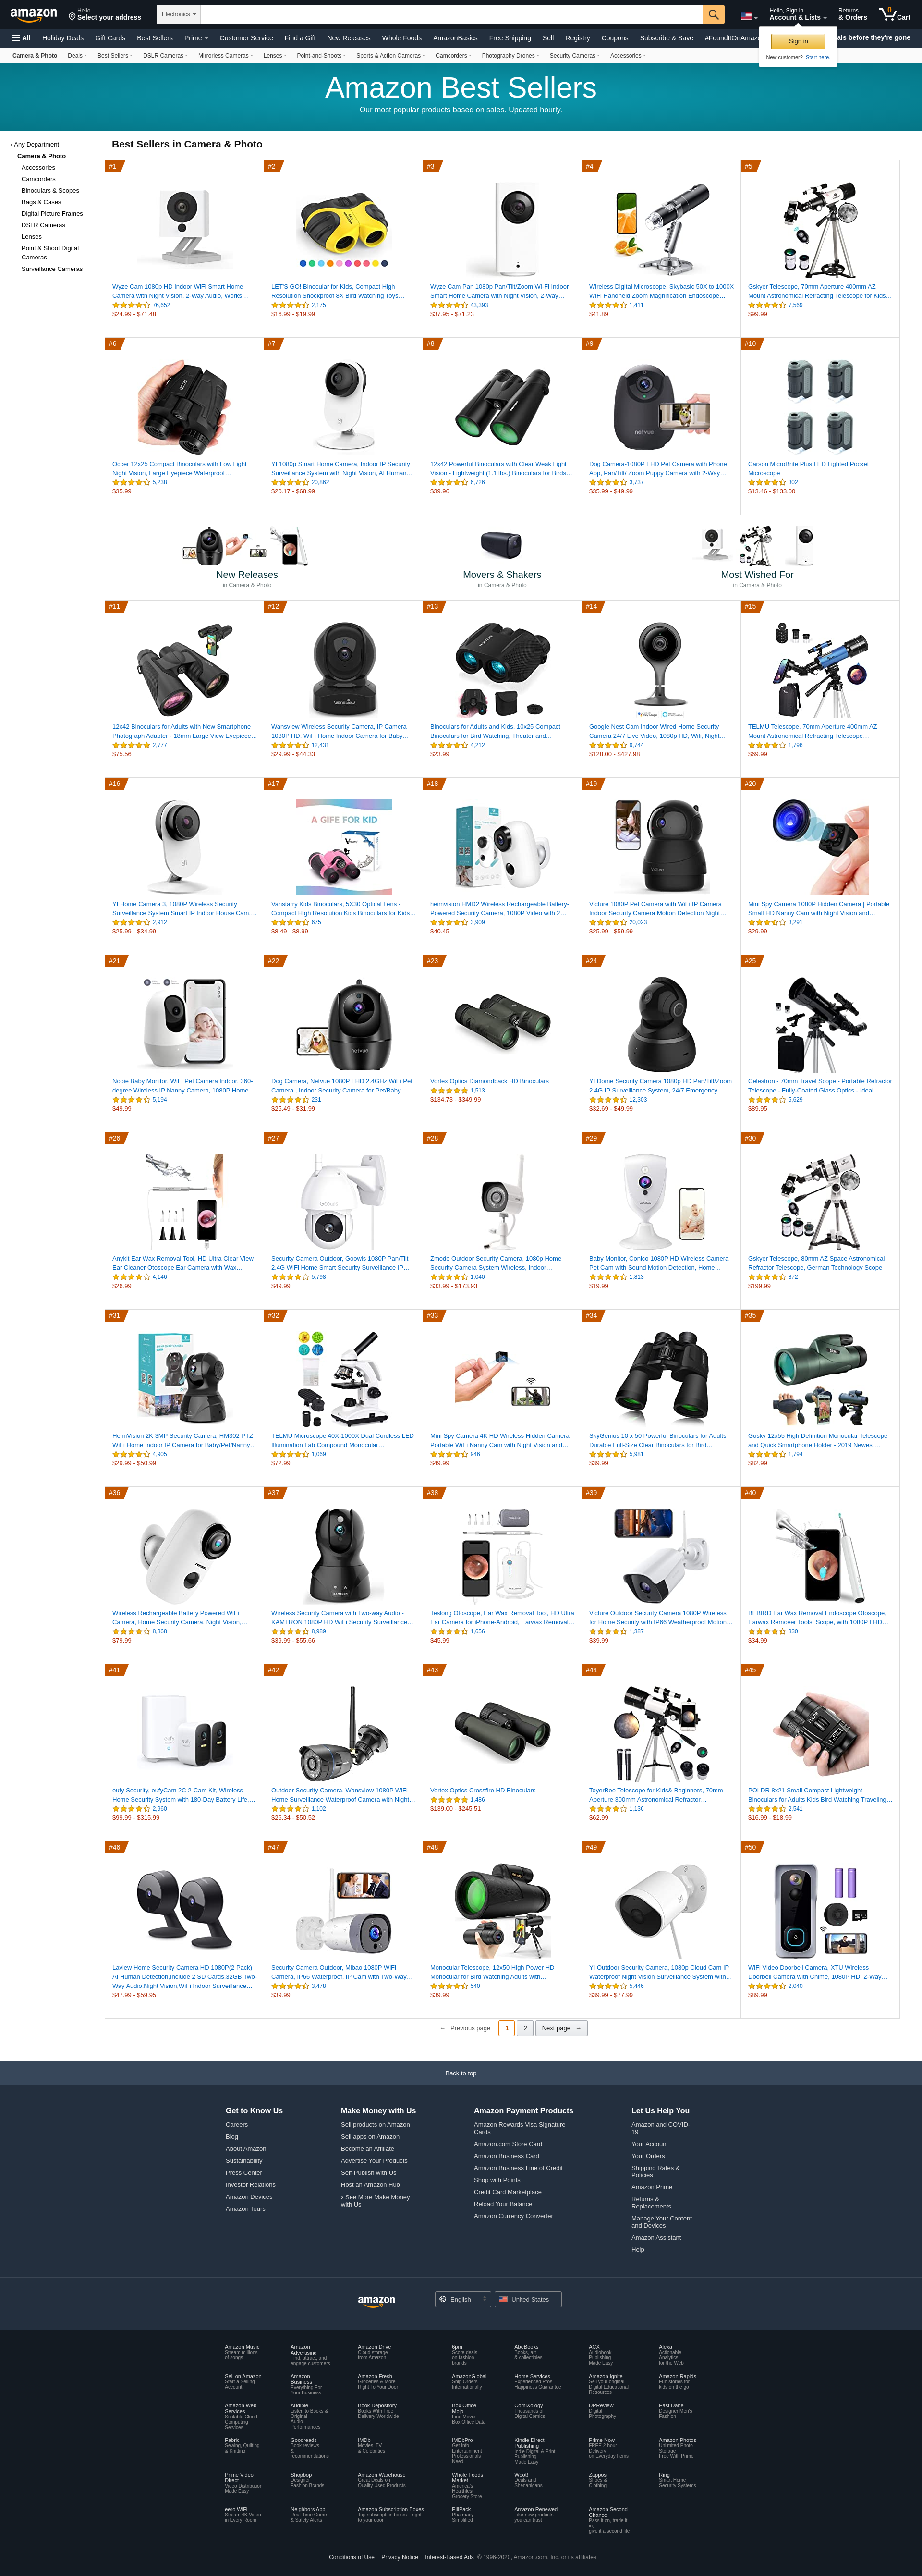 amazon
Hello
Select your address
Electronics
Hello, Sign in
Account & Lists
Returns
& Orders
0
Cart
All
Holiday Deals
Gift Cards
Best Sellers
Prime
Customer Service
Find a Gift
New Releases
Whole Foods
AmazonBasics
Free Shipping
Sell
Registry
Coupons
Subscribe & Save
#FoundItOnAmazon
als before they're gone
Sign in
New customer? Start here.
Camera & Photo
Deals
Best Sellers
DSLR Cameras
Mirrorless Cameras
Lenses
Point-and-Shoots
Sports & Action Cameras
Camcorders
Photography Drones
Security Cameras
Accessories
Amazon Best Sellers
Our most popular products based on sales. Updated hourly.
‹ Any Department
Camera & Photo
Accessories
Camcorders
Binoculars & Scopes
Bags & Cases
Digital Picture Frames
DSLR Cameras
Lenses
Point & Shoot Digital
Cameras
Surveillance Cameras
Best Sellers in Camera & Photo
#1
Wyze Cam 1080p HD Indoor WiFi Smart Home
Camera with Night Vision, 2-Way Audio, Works…
76,652
$24.99 - $71.48
#2
LET'S GO! Binocular for Kids, Compact High
Resolution Shockproof 8X Bird Watching Toys…
2,175
$16.99 - $19.99
#3
Wyze Cam Pan 1080p Pan/Tilt/Zoom Wi-Fi Indoor
Smart Home Camera with Night Vision, 2-Way…
43,393
$37.95 - $71.23
#4
Wireless Digital Microscope, Skybasic 50X to 1000X
WiFi Handheld Zoom Magnification Endoscope…
1,411
$41.89
#5
Gskyer Telescope, 70mm Aperture 400mm AZ
Mount Astronomical Refracting Telescope for Kids…
7,569
$99.99
#6
Occer 12x25 Compact Binoculars with Low Light
Night Vision, Large Eyepiece Waterproof…
5,238
$35.99
#7
YI 1080p Smart Home Camera, Indoor IP Security
Surveillance System with Night Vision, AI Human…
20,862
$20.17 - $68.99
#8
12x42 Powerful Binoculars with Clear Weak Light
Vision - Lightweight (1.1 lbs.) Binoculars for Birds…
6,726
$39.96
#9
netvue
Dog Camera-1080P FHD Pet Camera with Phone
App, Pan/Tilt/ Zoom Puppy Camera with 2-Way…
3,737
$35.99 - $49.99
#10
Carson MicroBrite Plus LED Lighted Pocket
Microscope
302
$13.46 - $133.00
New Releases
in Camera & Photo
Movers & Shakers
in Camera & Photo
Most Wished For
in Camera & Photo
#11
12x42 Binoculars for Adults with New Smartphone
Photograph Adapter - 18mm Large View Eyepiece…
2,777
$75.56
#12
Wansview Wireless Security Camera, IP Camera
1080P HD, WiFi Home Indoor Camera for Baby…
12,431
$29.99 - $44.33
#13
Binoculars for Adults and Kids, 10x25 Compact
Binoculars for Bird Watching, Theater and…
4,212
$23.99
#14
Google Nest Cam Indoor Wired Home Security
Camera 24/7 Live Video, 1080p HD, Wifi, Night…
9,744
$128.00 - $427.98
#15
TELMU Telescope, 70mm Aperture 400mm AZ
Mount Astronomical Refracting Telescope…
1,796
$69.99
#16
YI Home Camera 3, 1080P Wireless Security
Surveillance System Smart IP Indoor House Cam,…
2,912
$25.99 - $34.99
#17
A GIFE FOR KID
Vanstarry Kids Binoculars, 5X30 Optical Lens -
Compact High Resolution Kids Binoculars for Kids…
675
$8.49 - $8.99
#18
heimvision HMD2 Wireless Rechargeable Battery-
Powered Security Camera, 1080P Video with 2…
3,909
$40.45
#19
Victure 1080P Pet Camera with WiFi IP Camera
Indoor Security Camera Motion Detection Night…
20,023
$25.99 - $59.99
#20
Mini Spy Camera 1080P Hidden Camera | Portable
Small HD Nanny Cam with Night Vision and…
3,291
$29.99
#21
Nooie Baby Monitor, WiFi Pet Camera Indoor, 360-
degree Wireless IP Nanny Camera, 1080P Home…
5,194
$49.99
#22
netvue
Dog Camera, Netvue 1080P FHD 2.4GHz WiFi Pet
Camera , Indoor Security Camera for Pet/Baby…
231
$25.49 - $31.99
#23
Vortex Optics Diamondback HD Binoculars
1,513
$134.73 - $349.99
#24
YI Dome Security Camera 1080p HD Pan/Tilt/Zoom
2.4G IP Surveillance System, 24/7 Emergency…
12,303
$32.69 - $49.99
#25
Celestron - 70mm Travel Scope - Portable Refractor
Telescope - Fully-Coated Glass Optics - Ideal…
5,629
$89.95
#26
Anykit Ear Wax Removal Tool, HD Ultra Clear View
Ear Cleaner Otoscope Ear Camera with Wax…
4,146
$26.99
#27
Security Camera Outdoor, Goowls 1080P Pan/Tilt
2.4G WiFi Home Smart Security Surveillance IP…
5,798
$49.99
#28
Zmodo Outdoor Security Camera, 1080p Home
Security Camera System Wireless, Indoor…
1,040
$33.99 - $173.93
#29
Baby Monitor, Conico 1080P HD Wireless Camera
Pet Cam with Sound Motion Detection, Home…
1,813
$19.99
#30
Gskyer Telescope, 80mm AZ Space Astronomical
Refractor Telescope, German Technology Scope
872
$199.99
#31
HeimVision 2K 3MP Security Camera, HM302 PTZ
WiFi Home Indoor IP Camera for Baby/Pet/Nanny…
4,905
$29.99 - $50.99
#32
TELMU Microscope 40X-1000X Dual Cordless LED
Illumination Lab Compound Monocular…
1,069
$72.99
#33
Mini Spy Camera 4K HD Wireless Hidden Camera
Portable WiFi Nanny Cam with Night Vision and…
946
$49.99
#34
SkyGenius 10 x 50 Powerful Binoculars for Adults
Durable Full-Size Clear Binoculars for Bird…
5,981
$39.99
#35
Gosky 12x55 High Definition Monocular Telescope
and Quick Smartphone Holder - 2019 Newest…
1,794
$82.99
#36
Wireless Rechargeable Battery Powered WiFi
Camera, Home Security Camera, Night Vision,…
8,368
$79.99
#37
Wireless Security Camera with Two-way Audio -
KAMTRON 1080P HD WiFi Security Surveillance…
8,989
$39.99 - $55.66
#38
Teslong Otoscope, Ear Wax Removal Tool, HD Ultra
Ear Camera for iPhone-Android, Earwax Removal…
1,656
$45.99
#39
Victure Outdoor Security Camera 1080P Wireless
for Home Security with IP66 Weatherproof Motion…
1,387
$39.99
#40
BEBIRD Ear Wax Removal Endoscope Otoscope,
Earwax Remover Tools, Scope, with 1080P FHD…
330
$34.99
#41
eufy Security, eufyCam 2C 2-Cam Kit, Wireless
Home Security System with 180-Day Battery Life,…
2,960
$99.99 - $315.99
#42
Outdoor Security Camera, Wansview 1080P WiFi
Home Surveillance Waterproof Camera with Night…
1,102
$26.34 - $50.52
#43
Vortex Optics Crossfire HD Binoculars
1,486
$139.00 - $245.51
#44
ToyerBee Telescope for Kids& Beginners, 70mm
Aperture 300mm Astronomical Refractor…
1,136
$62.99
#45
POLDR 8x21 Small Compact Lightweight
Binoculars for Adults Kids Bird Watching Traveling…
2,541
$16.99 - $18.99
#46
Laview Home Security Camera HD 1080P(2 Pack)
AI Human Detection,Include 2 SD Cards,32GB Two-
Way Audio,Night Vision,WiFi Indoor Surveillance…
$47.99 - $59.95
#47
Security Camera Outdoor, Mibao 1080P WiFi
Camera, IP66 Waterproof, IP Cam with Two-Way…
3,478
$39.99
#48
Monocular Telescope, 12x50 High Power HD
Monocular for Bird Watching Adults with…
540
$39.99
#49
YI Outdoor Security Camera, 1080p Cloud Cam IP
Waterproof Night Vision Surveillance System with…
5,446
$39.99 - $77.99
#50
WiFi Video Doorbell Camera, XTU Wireless
Doorbell Camera with Chime, 1080P HD, 2-Way…
2,040
$89.99
← Previous page
1
2
Next page →
Back to top
Get to Know Us
Careers
Blog
About Amazon
Sustainability
Press Center
Investor Relations
Amazon Devices
Amazon Tours
Make Money with Us
Sell products on Amazon
Sell apps on Amazon
Become an Affiliate
Advertise Your Products
Self-Publish with Us
Host an Amazon Hub
› See More Make Money
with Us
Amazon Payment Products
Amazon Rewards Visa Signature
Cards
Amazon.com Store Card
Amazon Business Card
Amazon Business Line of Credit
Shop with Points
Credit Card Marketplace
Reload Your Balance
Amazon Currency Converter
Let Us Help You
Amazon and COVID-
19
Your Account
Your Orders
Shipping Rates &
Policies
Amazon Prime
Returns &
Replacements
Manage Your Content
and Devices
Amazon Assistant
Help
amazon
English
United States
Amazon Music
Stream millions
of songs
Amazon
Advertising
Find, attract, and
engage customers
Amazon Drive
Cloud storage
from Amazon
6pm
Score deals
on fashion
brands
AbeBooks
Books, art
& collectibles
ACX
Audiobook
Publishing
Made Easy
Alexa
Actionable
Analytics
for the Web
Sell on Amazon
Start a Selling
Account
Amazon
Business
Everything For
Your Business
Amazon Fresh
Groceries & More
Right To Your Door
AmazonGlobal
Ship Orders
Internationally
Home Services
Experienced Pros
Happiness Guarantee
Amazon Ignite
Sell your original
Digital Educational
Resources
Amazon Rapids
Fun stories for
kids on the go
Amazon Web
Services
Scalable Cloud
Computing
Services
Audible
Listen to Books &
Original
Audio
Performances
Book Depository
Books With Free
Delivery Worldwide
Box Office
Mojo
Find Movie
Box Office Data
ComiXology
Thousands of
Digital Comics
DPReview
Digital
Photography
East Dane
Designer Men's
Fashion
Fabric
Sewing, Quilting
& Knitting
Goodreads
Book reviews
&
recommendations
IMDb
Movies, TV
& Celebrities
IMDbPro
Get Info
Entertainment
Professionals
Need
Kindle Direct
Publishing
Indie Digital & Print
Publishing
Made Easy
Prime Now
FREE 2-hour
Delivery
on Everyday Items
Amazon Photos
Unlimited Photo
Storage
Free With Prime
Prime Video
Direct
Video Distribution
Made Easy
Shopbop
Designer
Fashion Brands
Amazon Warehouse
Great Deals on
Quality Used Products
Whole Foods
Market
America's
Healthiest
Grocery Store
Woot!
Deals and
Shenanigans
Zappos
Shoes &
Clothing
Ring
Smart Home
Security Systems
eero WiFi
Stream 4K Video
in Every Room
Neighbors App
Real-Time Crime
& Safety Alerts
Amazon Subscription Boxes
Top subscription boxes – right
to your door
PillPack
Pharmacy
Simplified
Amazon Renewed
Like-new products
you can trust
Amazon Second
Chance
Pass it on, trade it
in,
give it a second life
Conditions of Use
Privacy Notice
Interest-Based Ads
© 1996-2020, Amazon.com, Inc. or its affiliates